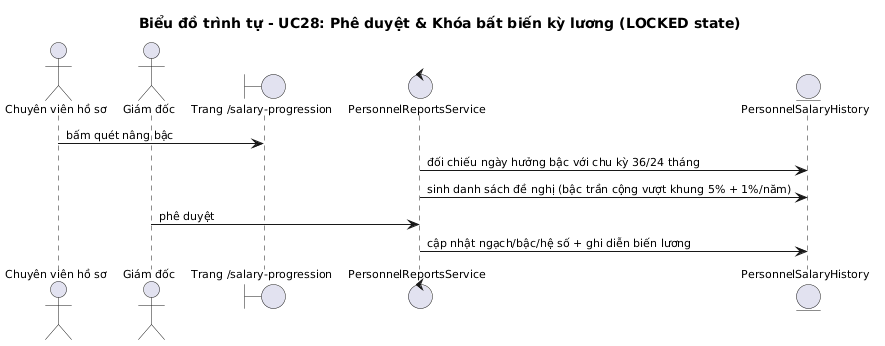 Biểu đồ trình tự - UC28: Phê duyệt & Khóa bất biến kỳ lương (LOCKED state)
Chuyên viên hồ sơ
Giám đốc
Trang /salary-progression
PersonnelReportsService
PersonnelSalaryHistory
bấm quét nâng bậc
đối chiếu ngày hưởng bậc với chu kỳ 36/24 tháng
sinh danh sách đề nghị (bậc trần cộng vượt khung 5% + 1%/năm)
phê duyệt
cập nhật ngạch/bậc/hệ số + ghi diễn biến lương
Chuyên viên hồ sơ
Giám đốc
Trang /salary-progression
PersonnelReportsService
PersonnelSalaryHistory